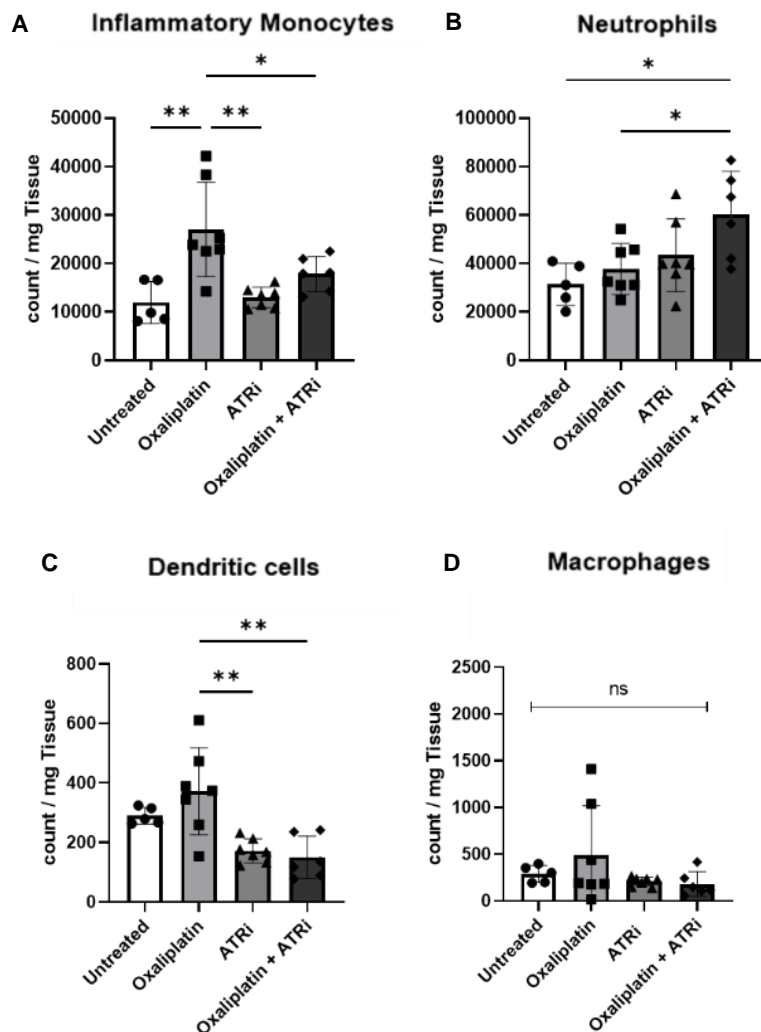 A
Inflammatory Monocytes
*
** **
count / mg Tissue
50000
40000
30000
20000
10000
0
Untreated
Oxaliplatin
ATRi
Oxaliplatin + ATRi
B
Neutrophils
*
*
count / mg Tissue
100000
80000
60000
40000
20000
0
Untreated
Oxaliplatin
ATRi
Oxaliplatin + ATRi
C
Dendritic cells
**
**
count / mg Tissue
800
600
400
200
0
Untreated
Oxaliplatin
ATRi
Oxaliplatin + ATRi
D
Macrophages
ns
count / mg Tissue
2500
2000
1500
1000
500
0
Untreated
Oxaliplatin
ATRi
Oxaliplatin + ATRi